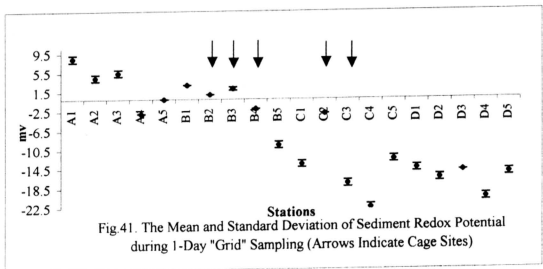 9.5
5.5
1.5
-2.5
-6.5
-10.5
-14.5
-18.5
-22.5
mv
A1 A2 A3 A4 A5 B1 B2 B3 B4 B5 C1 C2 C3 C4 C5 D1 D2 D3 D4 D5
Stations
Fig.41. The Mean and Standard Deviation of Sediment Redox Potential
during 1-Day "Grid" Sampling (Arrows Indicate Cage Sites)